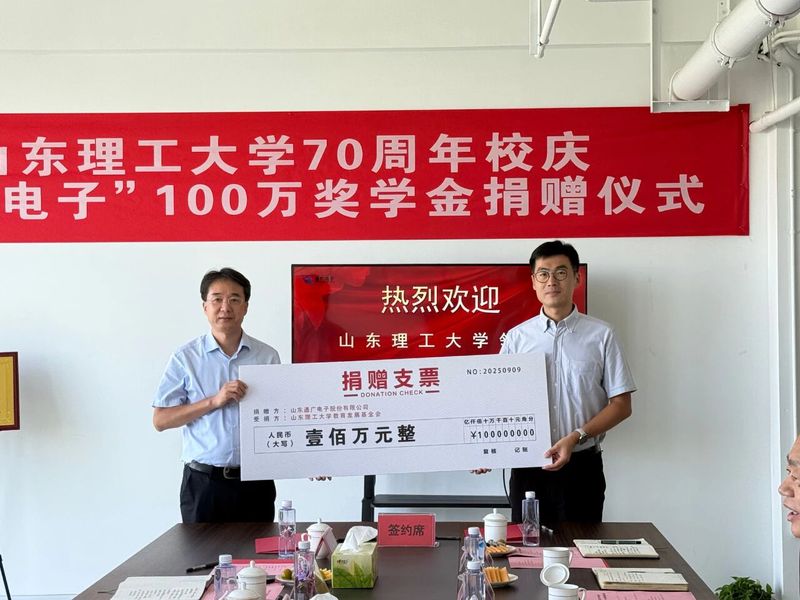 山东理工大学70周年校庆
电子”100万奖学金捐赠仪式
热烈欢迎
山东理工大学
捐赠支票
DONATION CHECK
NO:20250909
捐赠方：山东通广电子股份有限公司
受捐方：山东理工大学教育发展基金会
人民币
（大写）
壹佰万元整
亿仟佰十万千百十元角分
¥100000000
复核 记账
签约席